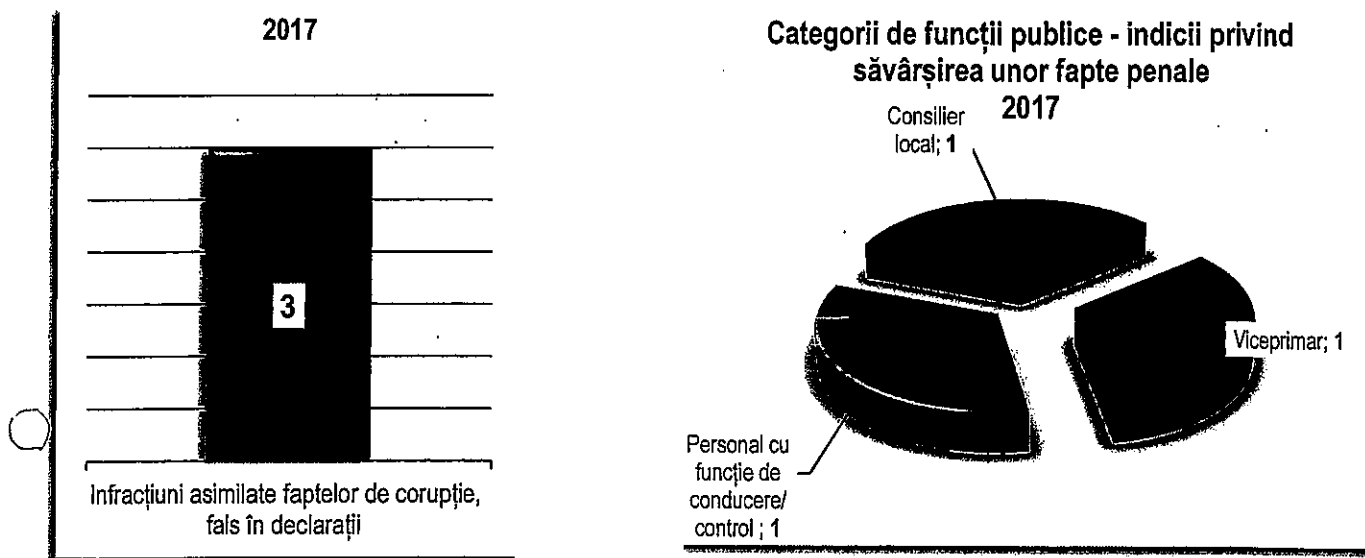 2017
3
Infracțiuni asimilate faptelor de corupție,
fals în declarații
Categorii de funcții publice - indicii privind
săvârșirea unor fapte penale
2017
Consilier
local; 1
Viceprimar; 1
Personal cu
funcție de
conducere/
control ; 1